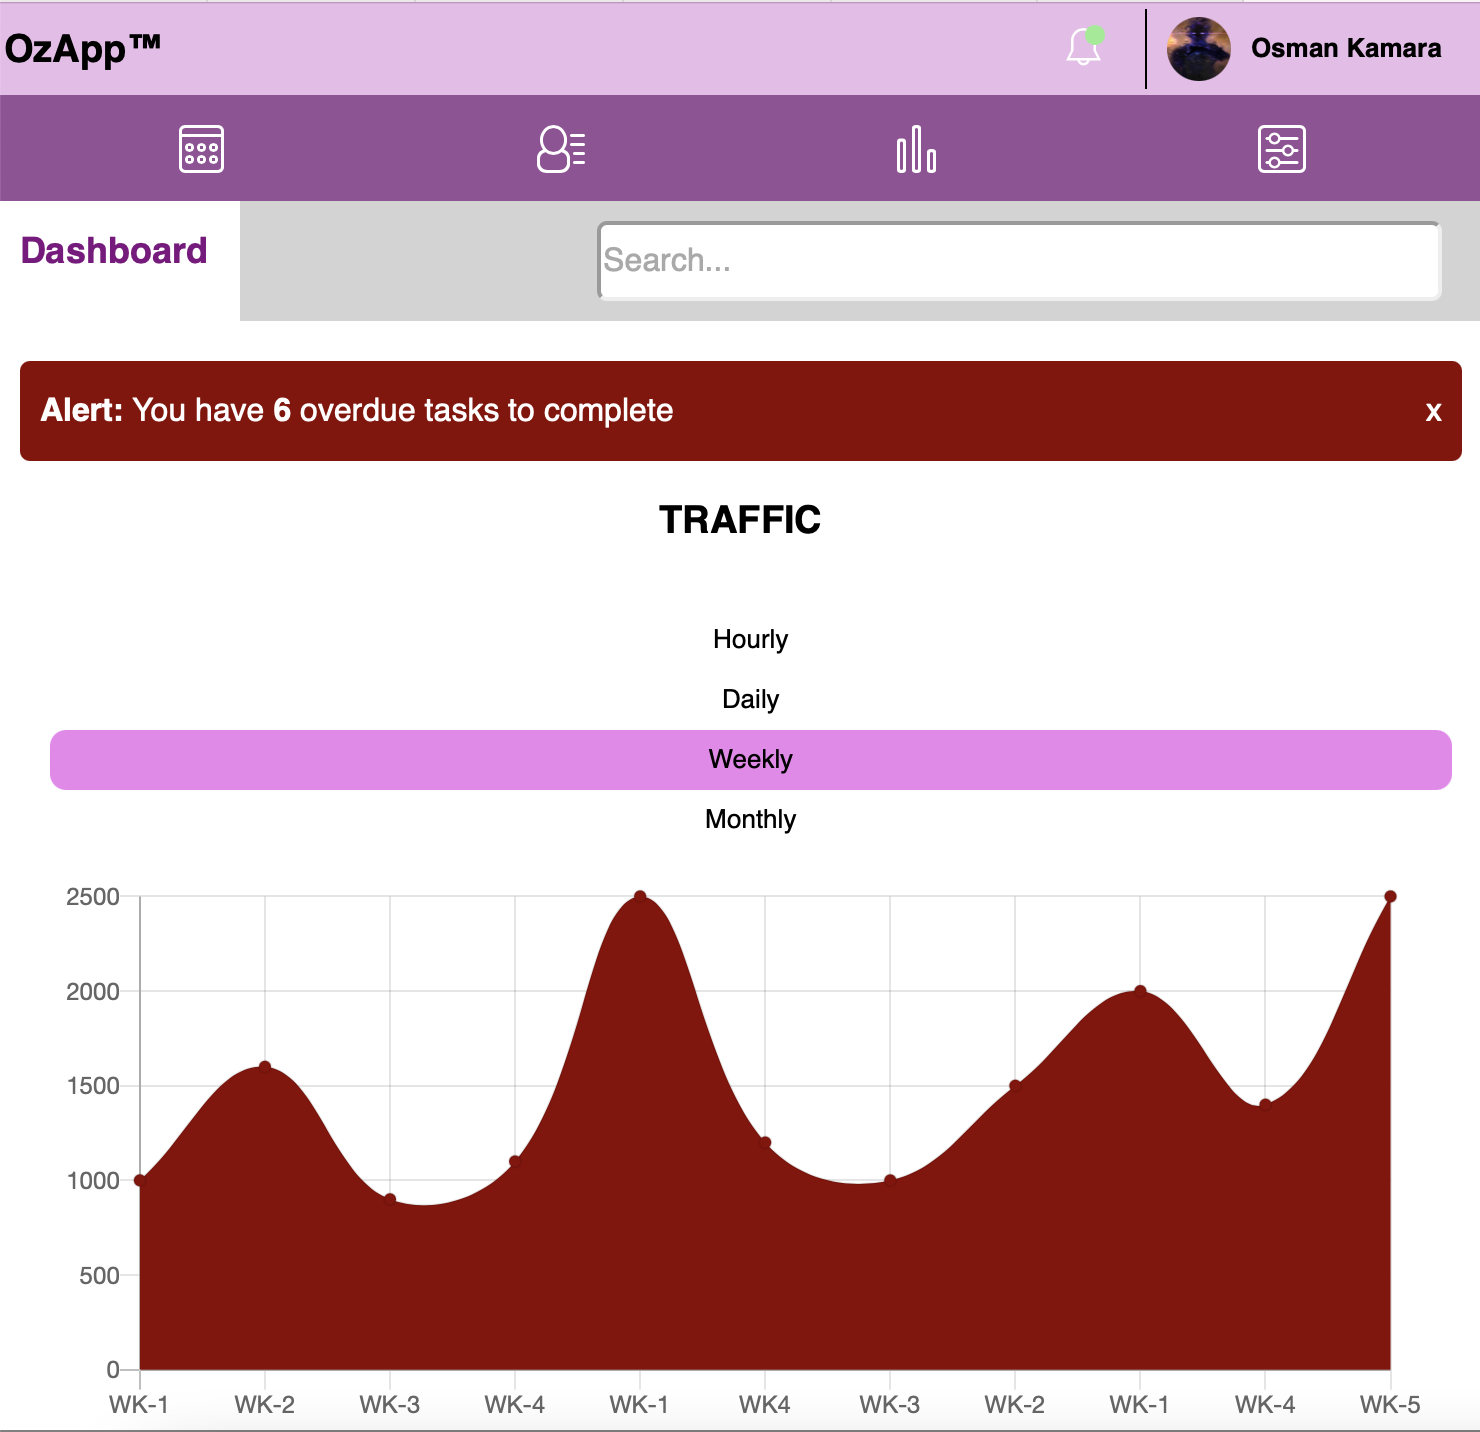 OzApp™
Osman Kamara
Dashboard
Search...
Alert: You have 6 overdue tasks to complete
x
TRAFFIC
Hourly
Daily
Weekly
Monthly
2500
2000
1500
1000
500
0
WK-1 WK-2 WK-3 WK-4 WK-1 WK4 WK-3 WK-2 WK-1 WK-4 WK-5